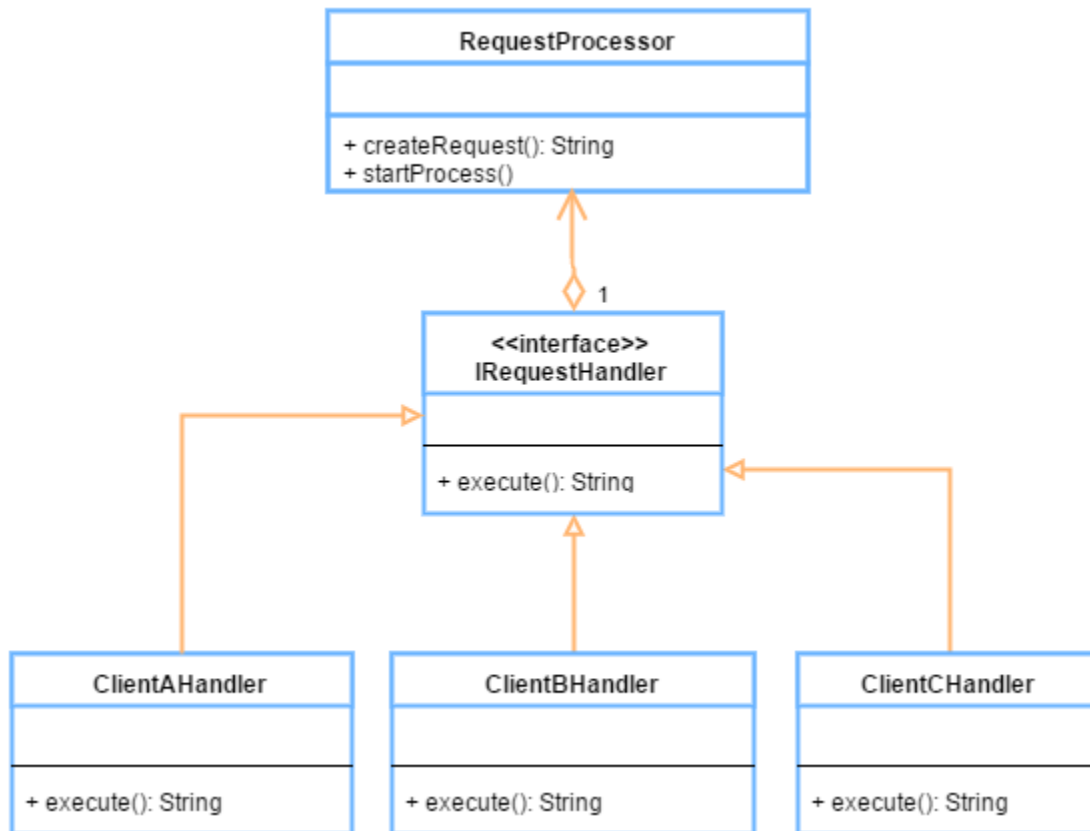 RequestProcessor
+ createRequest(): String
+ startProcess()
1
<<interface>>
IRequestHandler
+ execute(): String
ClientAHandler
ClientBHandler
ClientCHandler
+ execute(): String
+ execute(): String
+ execute(): String